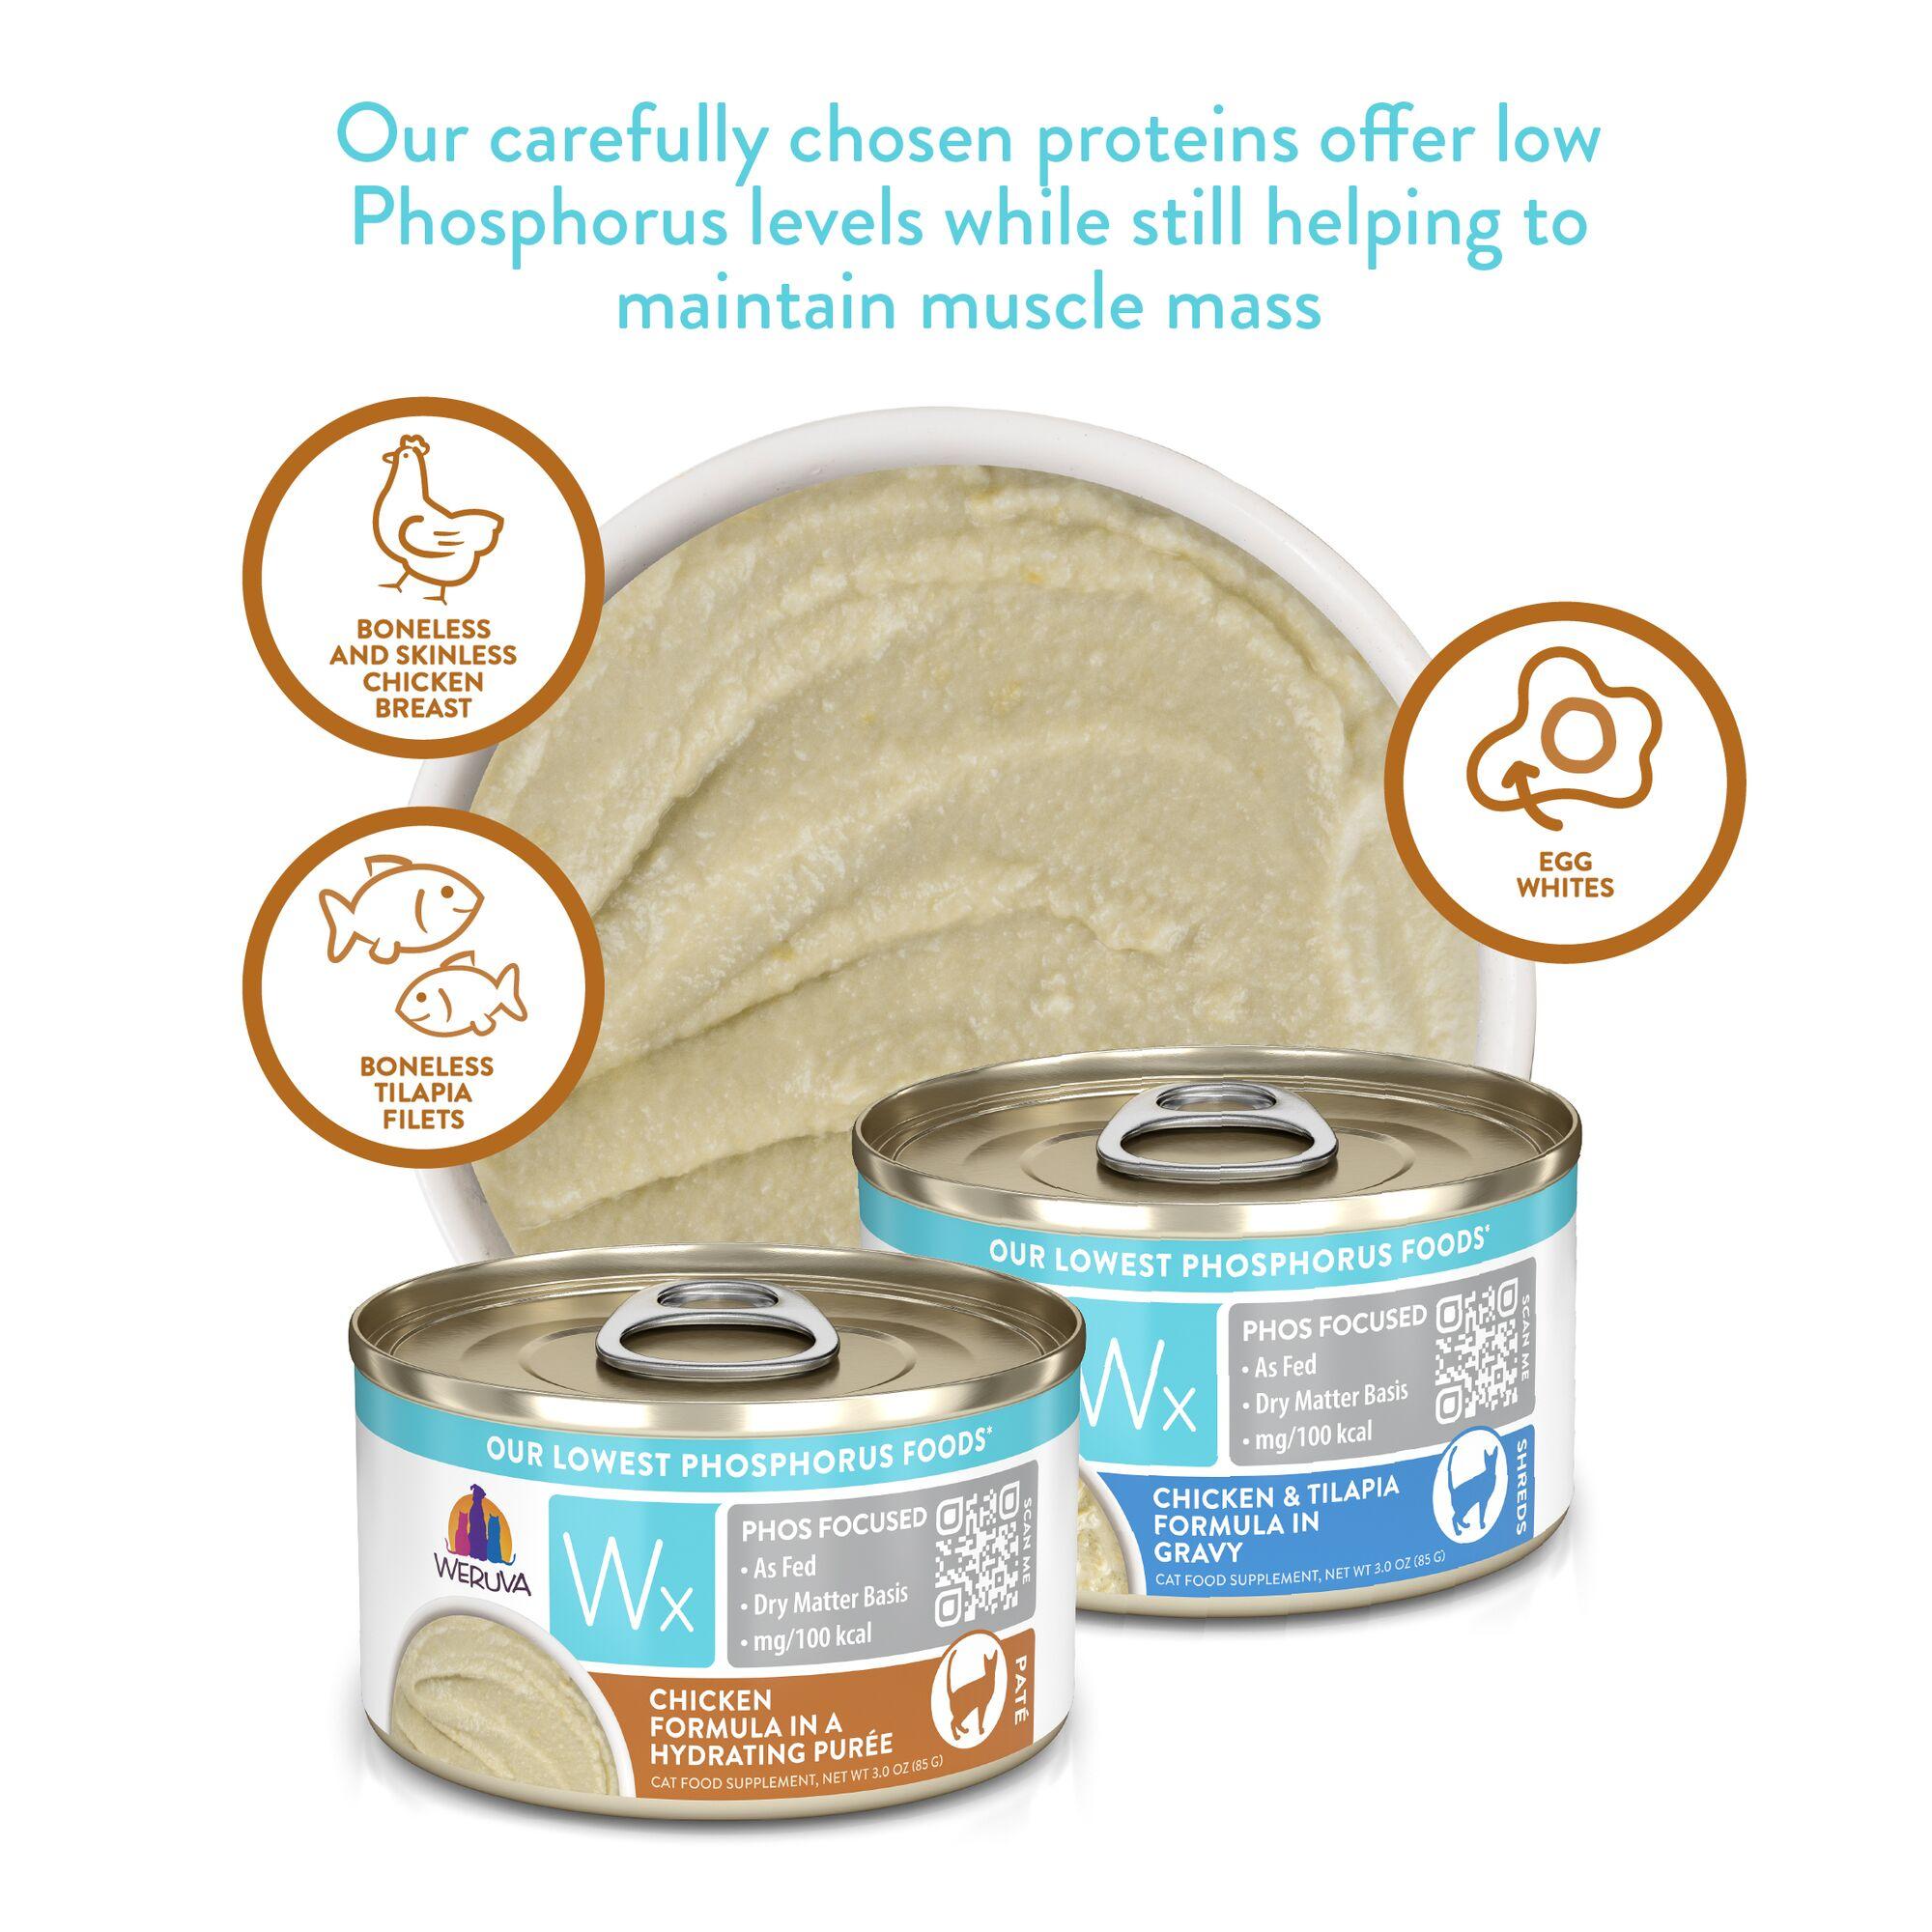 Our carefully chosen proteins offer low
Phosphorus levels while still helping to
maintain muscle mass
BONELESS
AND SKINLESS
CHICKEN
BREAST
BONELESS
TILAPIA
FILETS
EGG
WHITES
OUR LOWEST PHOSPHORUS FOODS*
Wx
PHOS FOCUSED
• As Fed
• Dry Matter Basis
• mg/100 kcal
SCAN ME
CHICKEN & TILAPIA
FORMULA IN
GRAVY
CAT FOOD SUPPLEMENT, NET WT 3.0 OZ (85 G)
SHREDS
OUR LOWEST PHOSPHORUS FOODS*
WERUVA
Wx
PHOS FOCUSED
• As Fed
• Dry Matter Basis
• mg/100 kcal
SCAN ME
CHICKEN
FORMULA IN A
HYDRATING PURÉE
CAT FOOD SUPPLEMENT, NET WT 3.0 OZ (85 G)
PATÉ